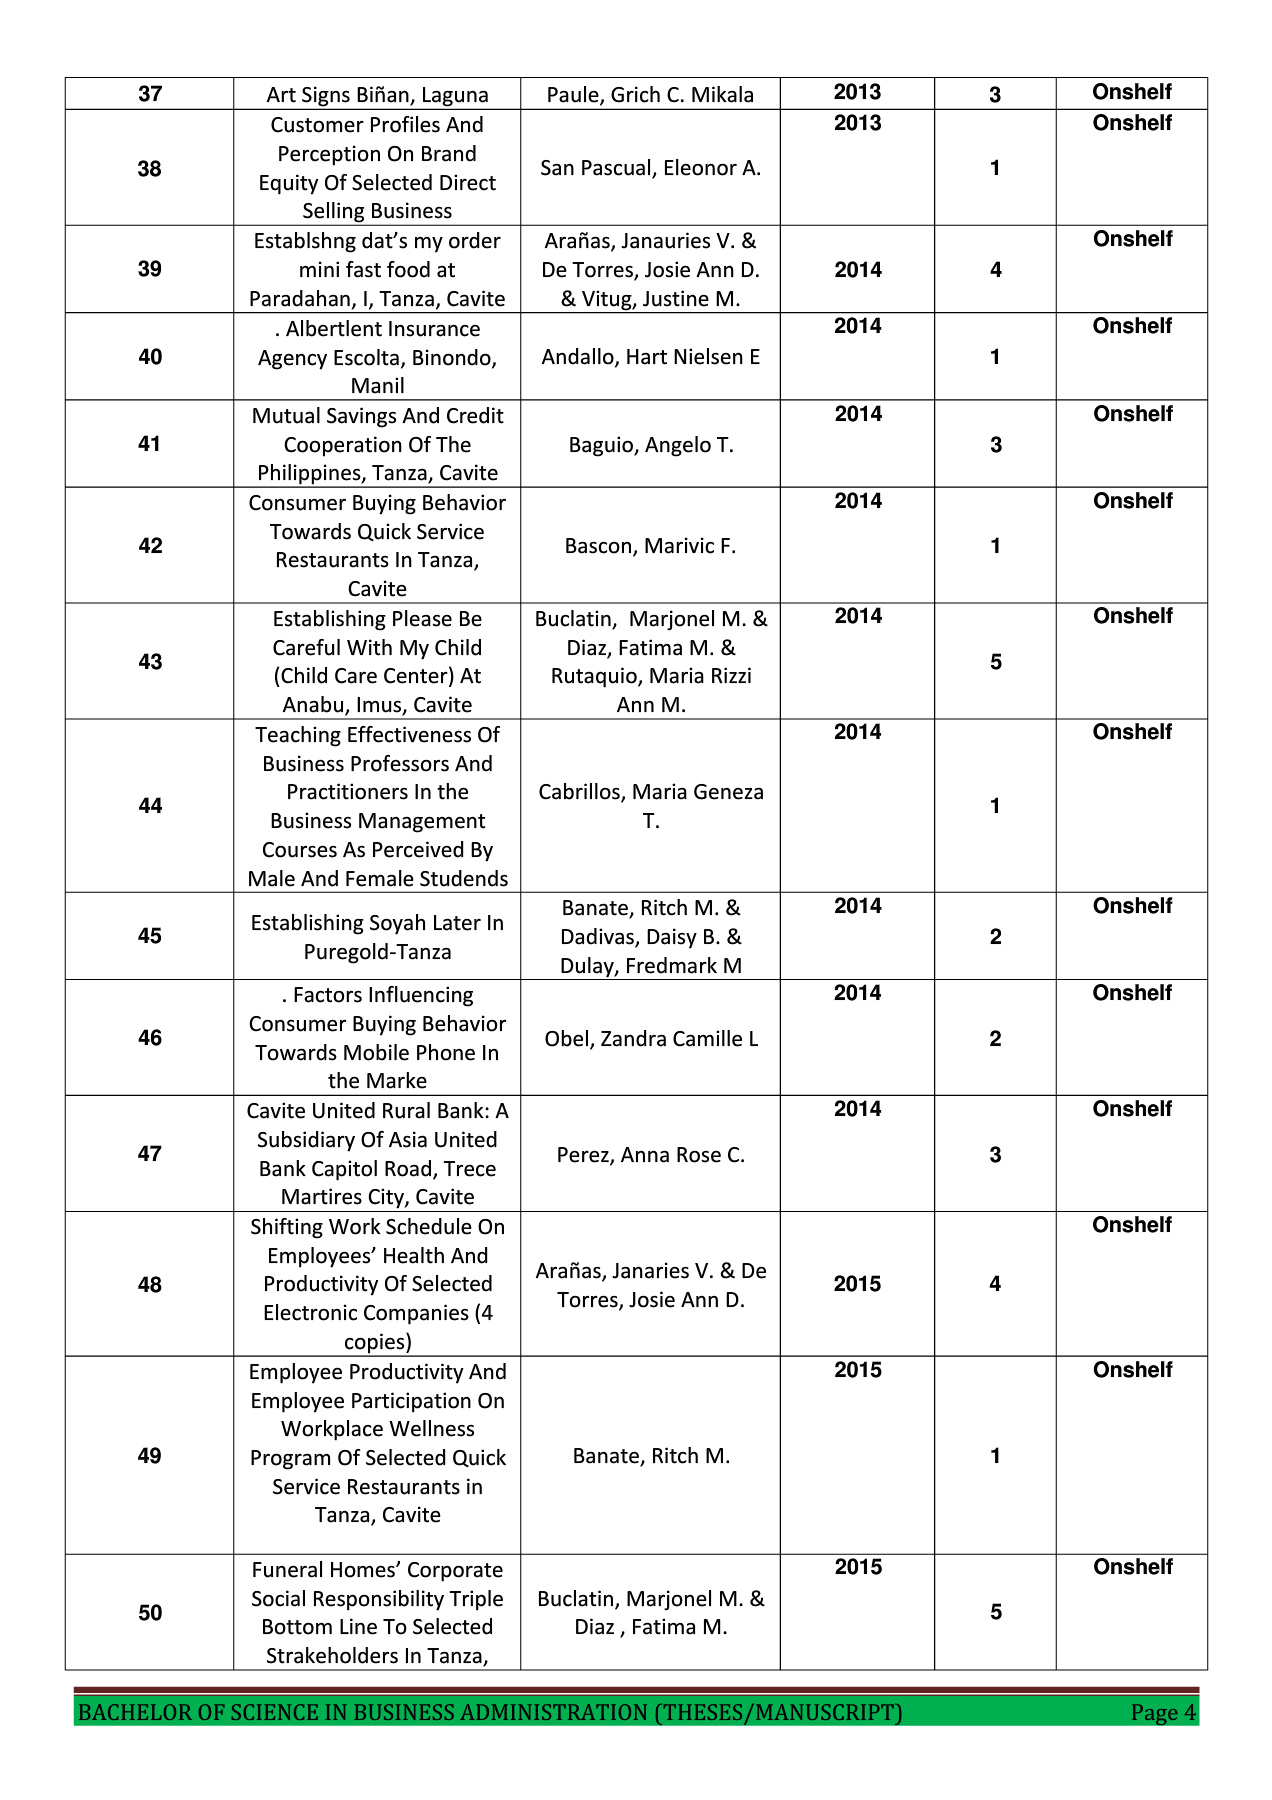 37 Art Signs Biñan, Laguna Paule, Grich C. Mikala 2013 3 Onshelf
Customer Profiles And 2013 Onshelf
Perception On Brand
38 San Pascual, Eleonor A. 1
Equity Of Selected Direct
Selling Business
Establshng dat’s my order Arañas, Janauries V. & Onshelf
39 mini fast food at De Torres, Josie Ann D. 2014 4
Paradahan, I, Tanza, Cavite & Vitug, Justine M.
. Albertlent Insurance 2014 Onshelf
40 Agency Escolta, Binondo, Andallo, Hart Nielsen E 1
Manil
Mutual Savings And Credit 2014 Onshelf
41 Cooperation Of The Baguio, Angelo T. 3
Philippines, Tanza, Cavite
Consumer Buying Behavior 2014 Onshelf
Towards Quick Service
42 Bascon, Marivic F. 1
Restaurants In Tanza,
Cavite
Establishing Please Be Buclatin, Marjonel M. & 2014 Onshelf
Careful With My Child Diaz, Fatima M. &
43 5
(Child Care Center) At Rutaquio, Maria Rizzi
Anabu, Imus, Cavite Ann M.
Teaching Effectiveness Of 2014 Onshelf
Business Professors And
Practitioners In the Cabrillos, Maria Geneza
44 1
Business Management T.
Courses As Perceived By
Male And Female Studends
Banate, Ritch M. & 2014 Onshelf
Establishing Soyah Later In
45 Dadivas, Daisy B. & 2
Puregold-Tanza
Dulay, Fredmark M
. Factors Influencing 2014 Onshelf
Consumer Buying Behavior
46 Obel, Zandra Camille L 2
Towards Mobile Phone In
the Marke
Cavite United Rural Bank: A 2014 Onshelf
Subsidiary Of Asia United
47 Perez, Anna Rose C. 3
Bank Capitol Road, Trece
Martires City, Cavite
Shifting Work Schedule On Onshelf
Employees’ Health And
Arañas, Janaries V. & De
48 Productivity Of Selected 2015 4
Torres, Josie Ann D.
Electronic Companies (4
copies)
Employee Productivity And 2015 Onshelf
Employee Participation On
Workplace Wellness
49 Banate, Ritch M. 1
Program Of Selected Quick
Service Restaurants in
Tanza, Cavite
Funeral Homes’ Corporate 2015 Onshelf
Social Responsibility Triple Buclatin, Marjonel M. &
50 5
Bottom Line To Selected Diaz , Fatima M.
Strakeholders In Tanza,
BACHELOR OF SCIENCE IN BUSINESS ADMINISTRATION (THESES/MANUSCRIPT) Page 4